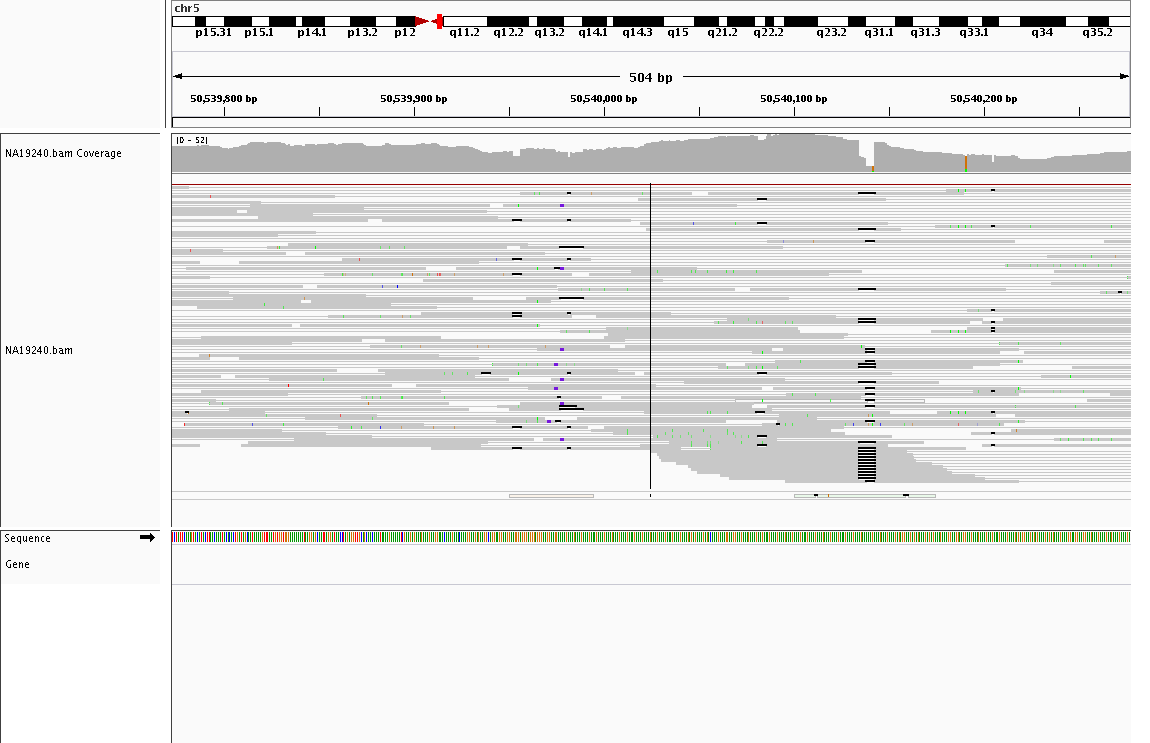 chr5
p15.31 p15.1 p14.1 p13.2 p12 q11.2 q12.2 q13.2 q14.1 q14.3 q15 q21.2 q22.2 q23.2 q31.1 q31.3 q33.1 q34 q35.2
504 bp
50,539,800 bp 50,539,900 bp 50,540,000 bp 50,540,100 bp 50,540,200 bp
[0 - 52]
NA19240.bam Coverage
NA19240.bam
Sequence
Gene